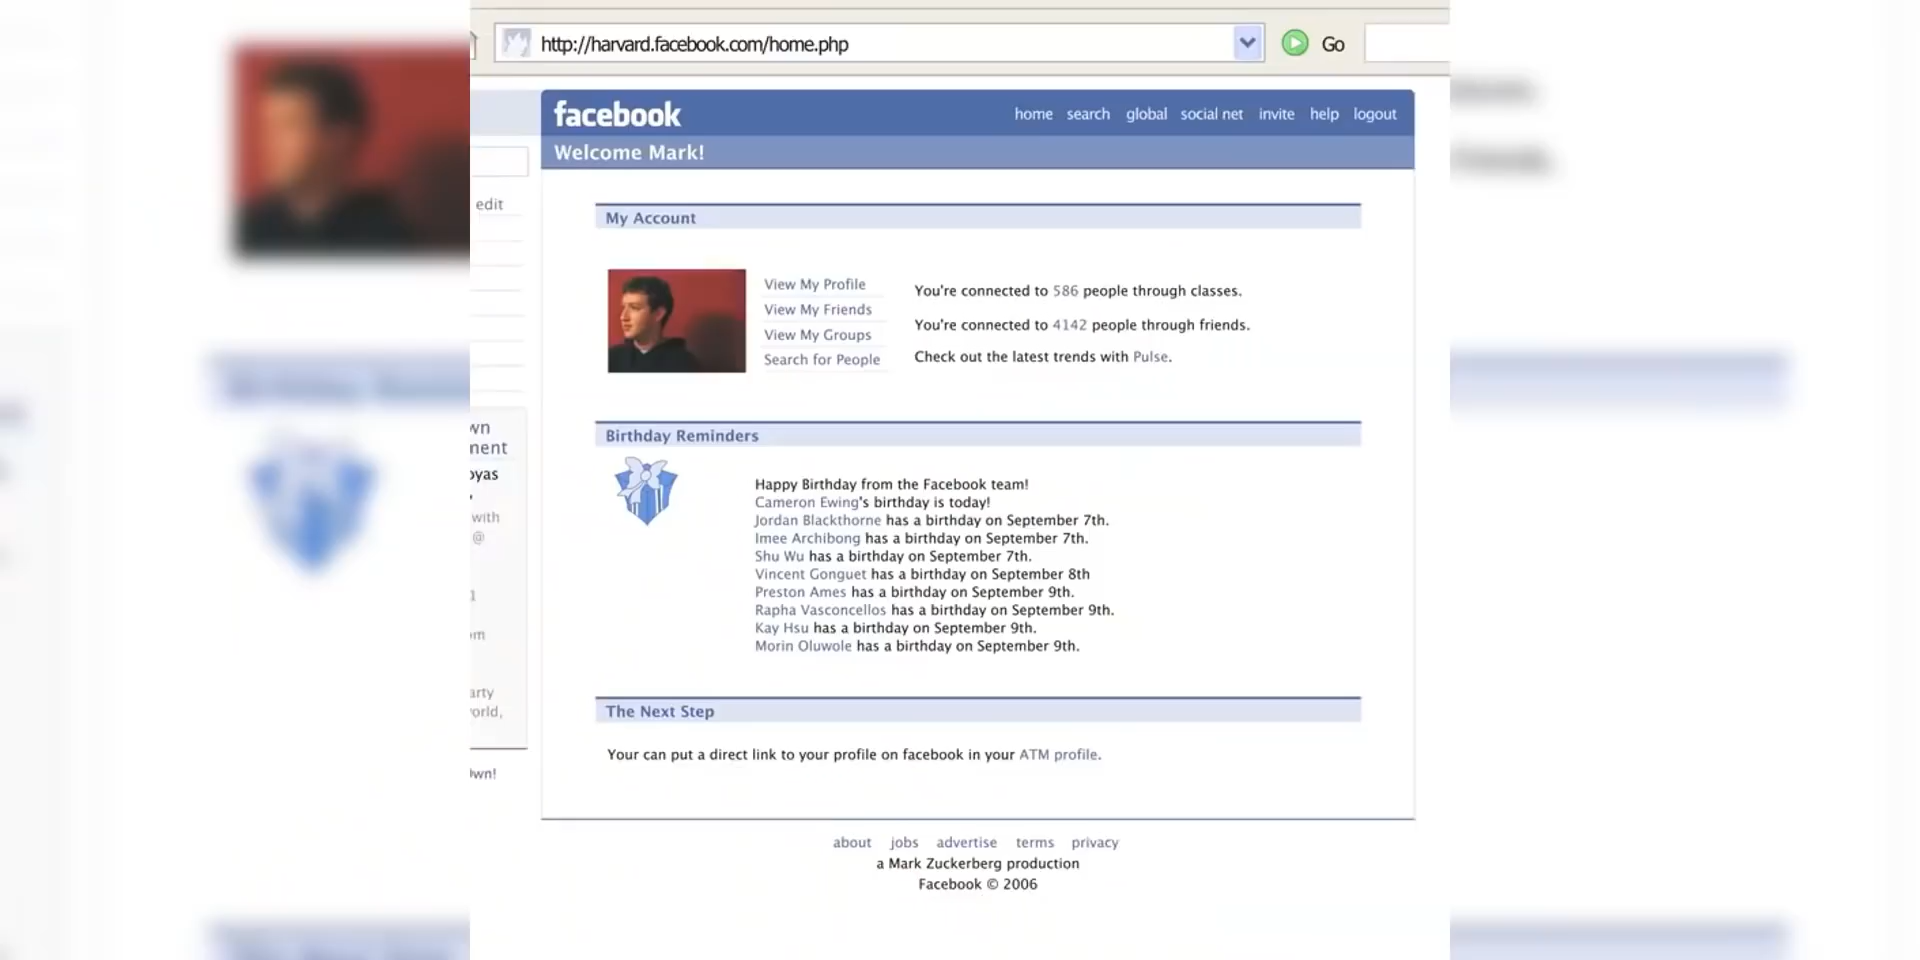 http://harvard.facebook.com/home.php
Go
facebook
home search global social net invite help logout
Welcome Mark!
edit
My Account
View My Profile
View My Friends
View My Groups
Search for People
You're connected to 586 people through classes.
You're connected to 4142 people through friends.
Check out the latest trends with Pulse.
Birthday Reminders
Happy Birthday from the Facebook team!
Cameron Ewing's birthday is today!
Jordan Blackthorne has a birthday on September 7th.
Imee Archibong has a birthday on September 7th.
Shu Wu has a birthday on September 7th.
Vincent Gonguet has a birthday on September 8th
Preston Ames has a birthday on September 9th.
Rapha Vasconcellos has a birthday on September 9th.
Kay Hsu has a birthday on September 9th.
Morin Oluwole has a birthday on September 9th.
with
@
The Next Step
Your can put a direct link to your profile on facebook in your ATM profile.
about jobs advertise terms privacy
a Mark Zuckerberg production
Facebook © 2006